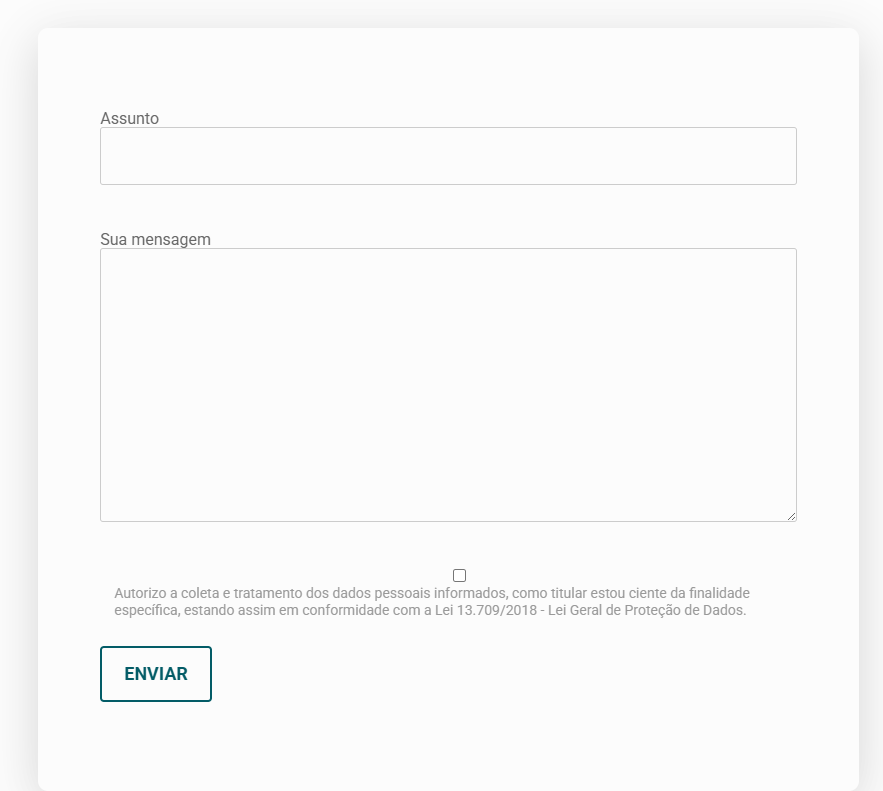 Assunto
Sua mensagem
Autorizo a coleta e tratamento dos dados pessoais informados, como titular estou ciente da finalidade
específica, estando assim em conformidade com a Lei 13.709/2018 - Lei Geral de Proteção de Dados.
ENVIAR